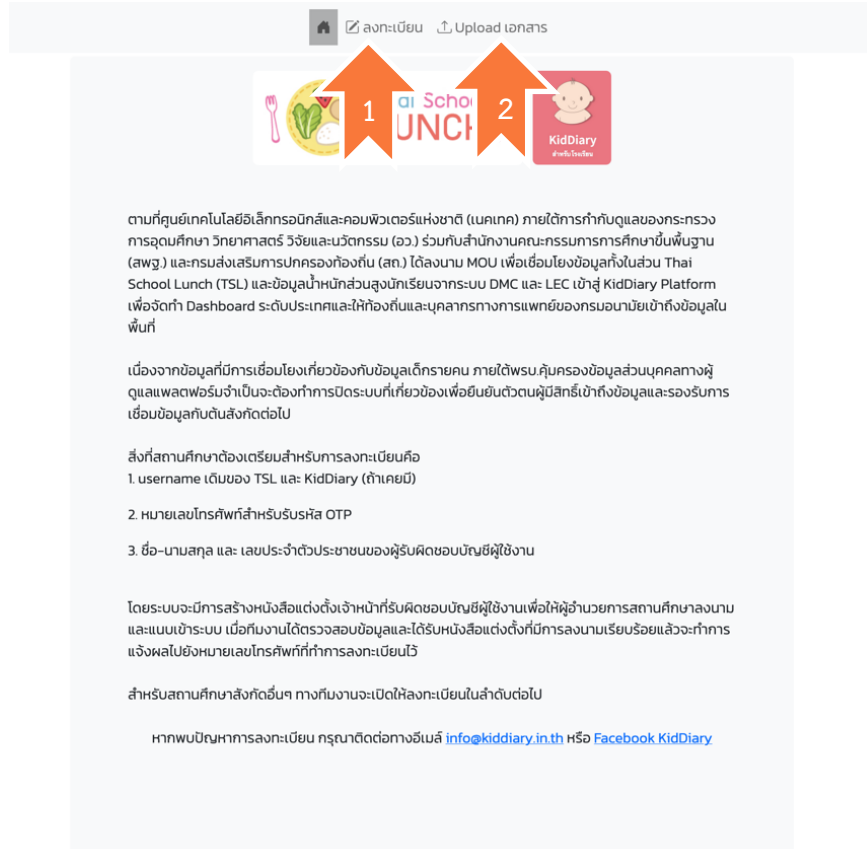 ลงทะเบียน Upload เอกสาร
1 2
ai Schoo
UNCH
KidDiary
สำหรับโรงเรียน
ตามที่ศูนย์เทคโนโลยีอิเล็กทรอนิกส์และคอมพิวเตอร์แห่งชาติ (เนคเทค) ภายใต้การกำกับดูแลของกระทรวง
การอุดมศึกษา วิทยาศาสตร์ วิจัยและนวัตกรรม (อว.) ร่วมกับสำนักงานคณะกรรมการการศึกษาขึ้นพื้นฐาน
(สพฐ.) และกรมส่งเสริมการปกครองท้องถิ่น (สถ.) ได้ลงนาม MOU เพื่อเชื่อมโยงข้อมูลทั้งในส่วน Thai
School Lunch (TSL) และข้อมูลน้ำหนักส่วนสูงนักเรียนจากระบบ DMC และ LEC เข้าสู่ KidDiary Platform
เพื่อจัดทำ Dashboard ระดับประเทศและให้ท้องถิ่นและบุคลากรทางการแพทย์ของกรมอนามัยเข้าถึงข้อมูลใน
พื้นที่
เนื่องจากข้อมูลที่มีการเชื่อมโยงเกี่ยวข้องกับข้อมูลเด็กรายคน ภายใต้พรบ.คุ้มครองข้อมูลส่วนบุคคลทางผู้
ดูแลแพลตฟอร์มจำเป็นจะต้องทำการปิดระบบที่เกี่ยวข้องเพื่อยืนยันตัวตนผู้มีสิทธิ์เข้าถึงข้อมูลและรองรับการ
เชื่อมข้อมูลกับต้นสังกัดต่อไป
สิ่งที่สถานศึกษาต้องเตรียมสำหรับการลงทะเบียนคือ
1. username เดิมของ TSL และ KidDiary (ถ้าเคยมี)
2. หมายเลขโทรศัพท์สำหรับรับรหัส OTP
3. ชื่อ-นามสกุล และ เลขประจำตัวประชาชนของผู้รับผิดชอบบัญชีผู้ใช้งาน
โดยระบบจะมีการสร้างหนังสือแต่งตั้งเจ้าหน้าที่รับผิดชอบบัญชีผู้ใช้งานเพื่อให้ผู้อำนวยการสถานศึกษาลงนาม
และแนบเข้าระบบ เมื่อทีมงานได้ตรวจสอบข้อมูลและได้รับหนังสือแต่งตั้งที่มีการลงนามเรียบร้อยแล้วจะทำการ
แจ้งผลไปยังหมายเลขโทรศัพท์ที่ทำการลงทะเบียนไว้
สำหรับสถานศึกษาสังกัดอื่นๆ ทางทีมงานจะเปิดให้ลงทะเบียนในลำดับต่อไป
หากพบปัญหาการลงทะเบียน กรุณาติดต่อทางอีเมล์ info@kiddiary.in.th หรือ Facebook KidDiary